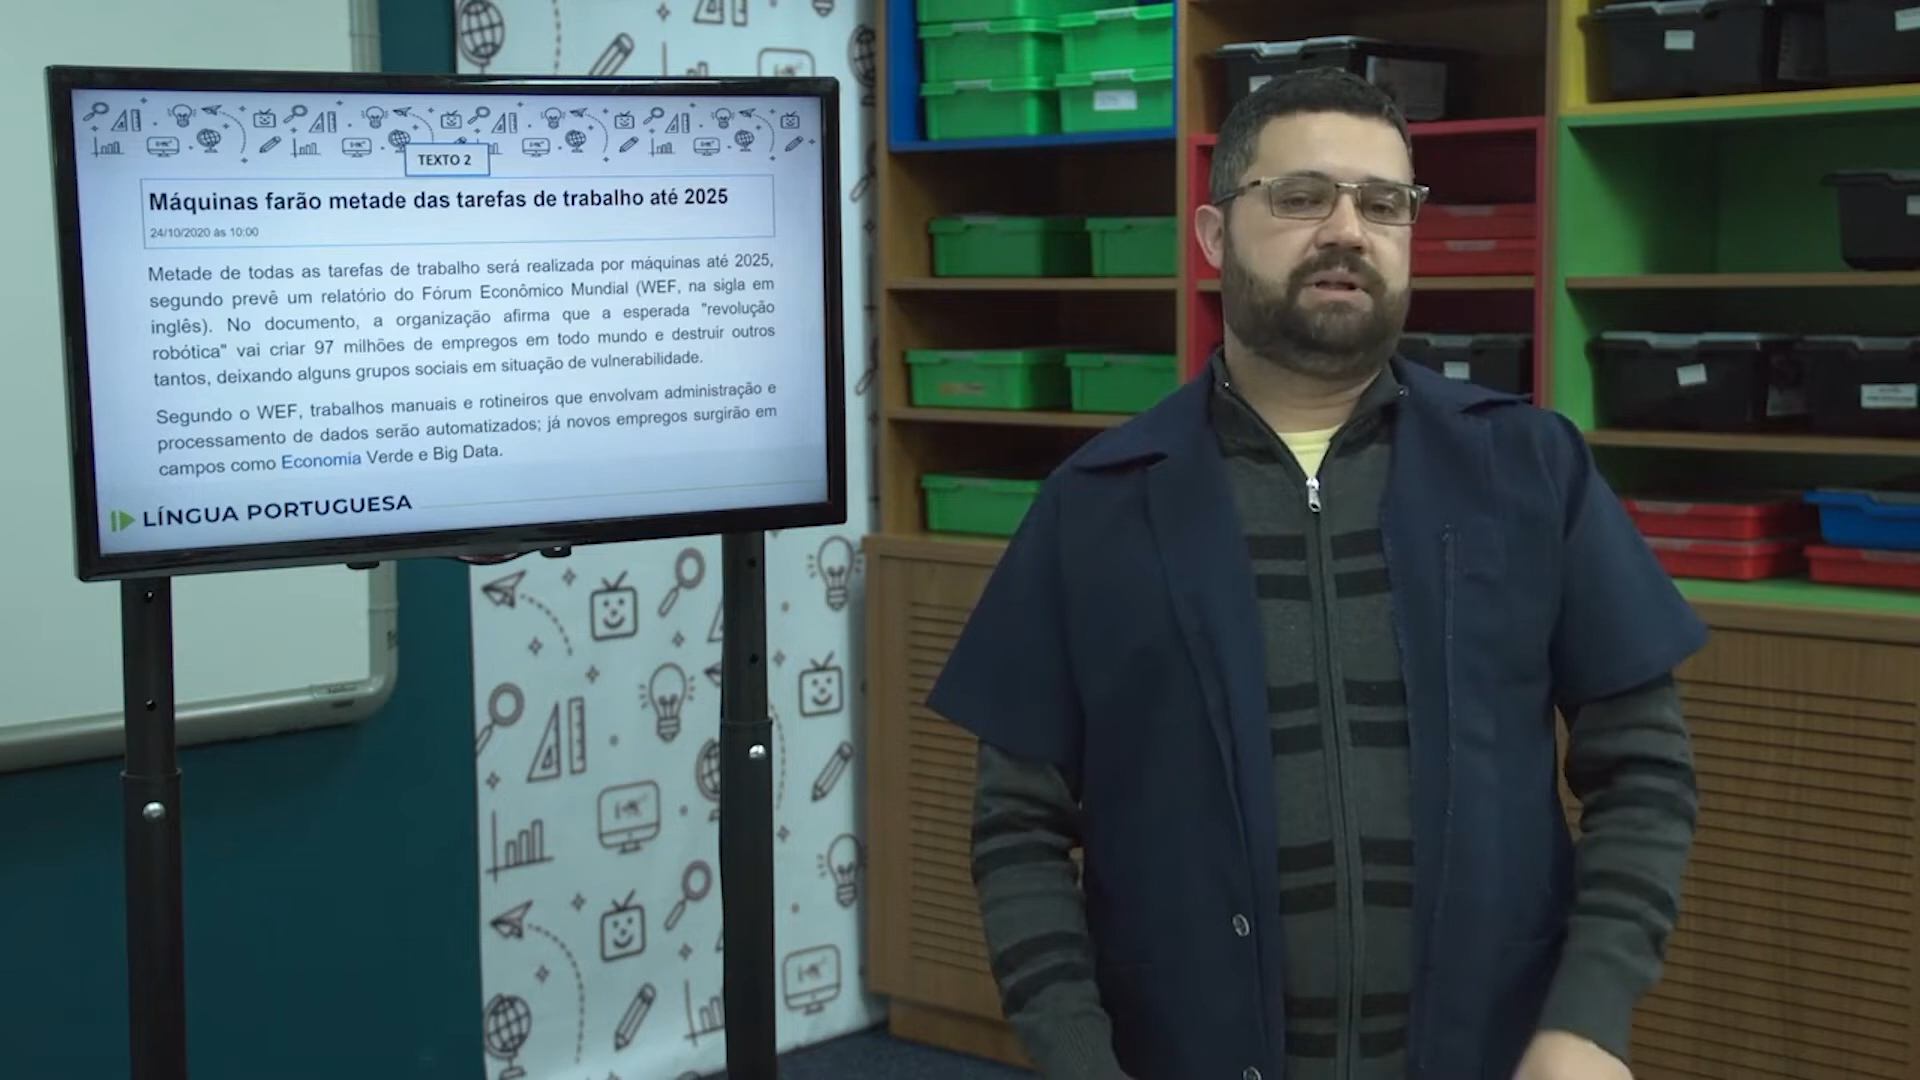 TEXTO 2
Máquinas farão metade das tarefas de trabalho até 2025
24/10/2020 às 10:00
Metade de todas as tarefas de trabalho será realizada por máquinas até 2025,
segundo prevê um relatório do Fórum Econômico Mundial (WEF, na sigla em
inglês). No documento, a organização afirma que a esperada "revolução
robótica" vai criar 97 milhões de empregos em todo mundo e destruir outros
tantos, deixando alguns grupos sociais em situação de vulnerabilidade.
Segundo o WEF, trabalhos manuais e rotineiros que envolvam administração e
processamento de dados serão automatizados; já novos empregos surgirão em
campos como Economia Verde e Big Data.
LÍNGUA PORTUGUESA